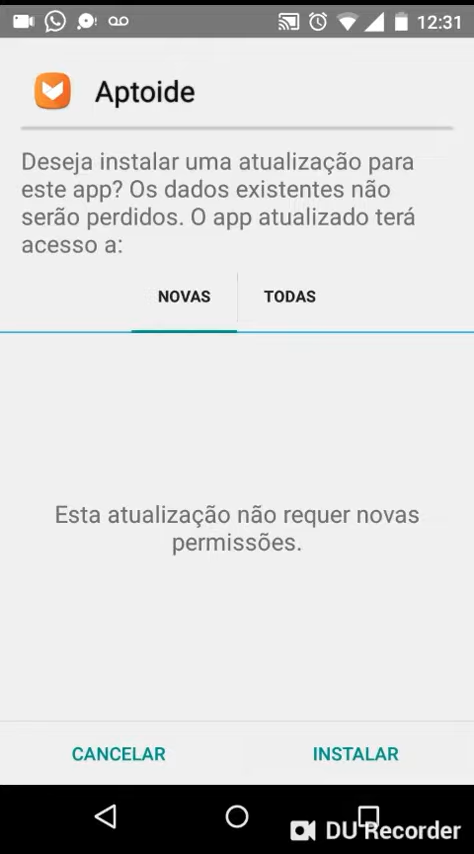 12:31
Aptoide
Deseja instalar uma atualização para
este app? Os dados existentes não
serão perdidos. O app atualizado terá
acesso a:
NOVAS TODAS
Esta atualização não requer novas
permissões.
CANCELAR INSTALAR
DU Recorder